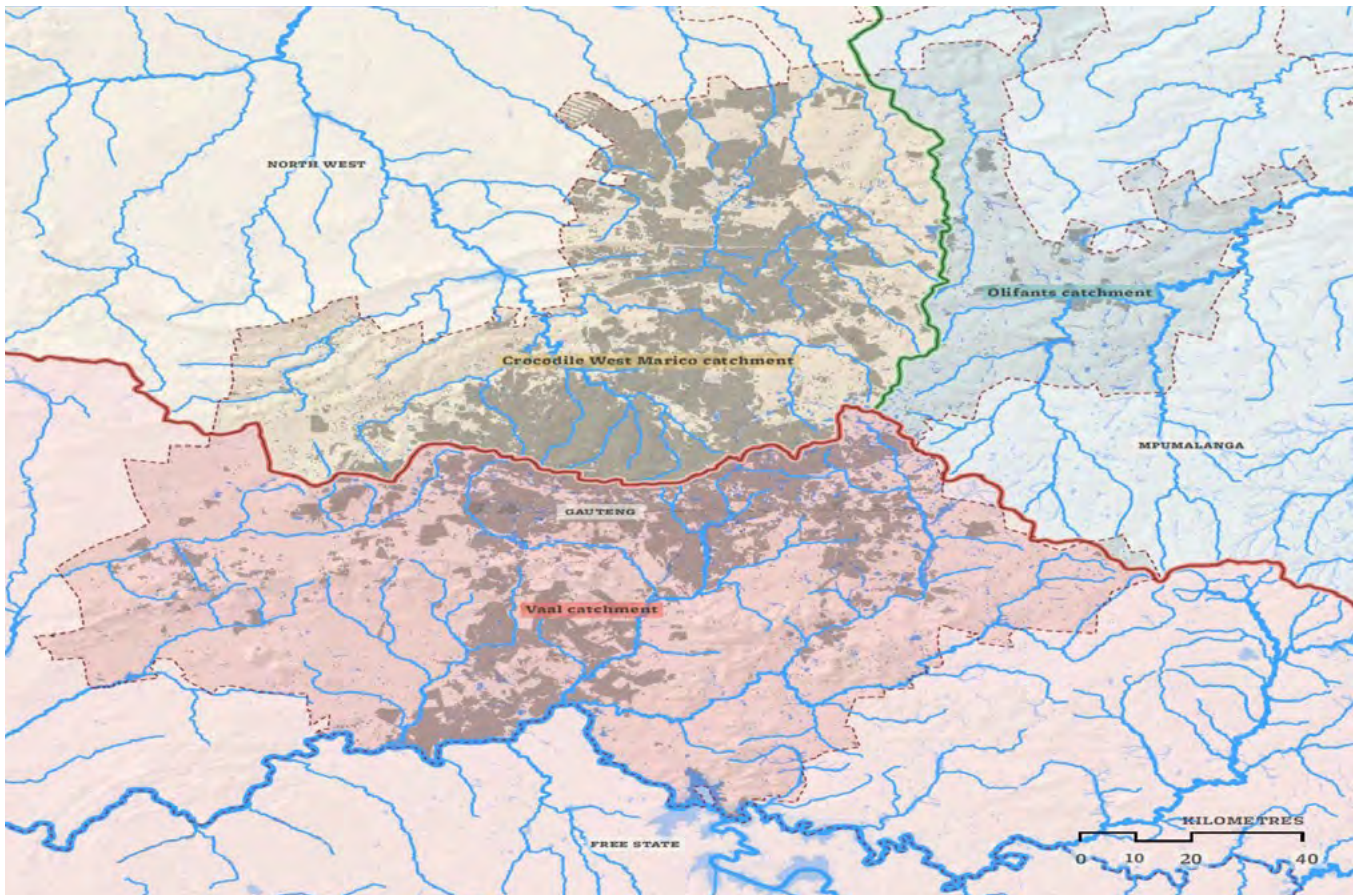 NORTH WEST
Olifants catchment
Crocodile West Marico catchment
MPUMALANGA
GAUTENG
Vaal catchment
KILOMETRES
FREE STATE
0 10 20 40